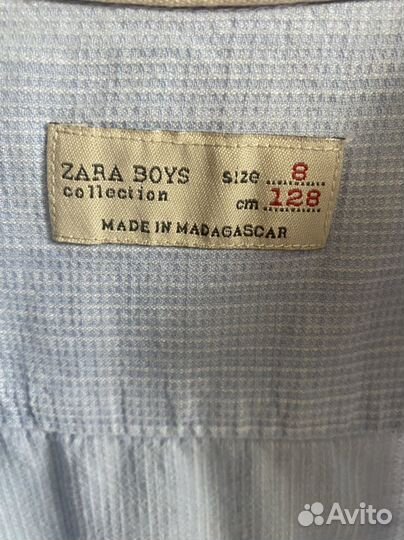 ZARA BOYS size 8
collection cm 128
MADE IN MADAGASCAR
Avito